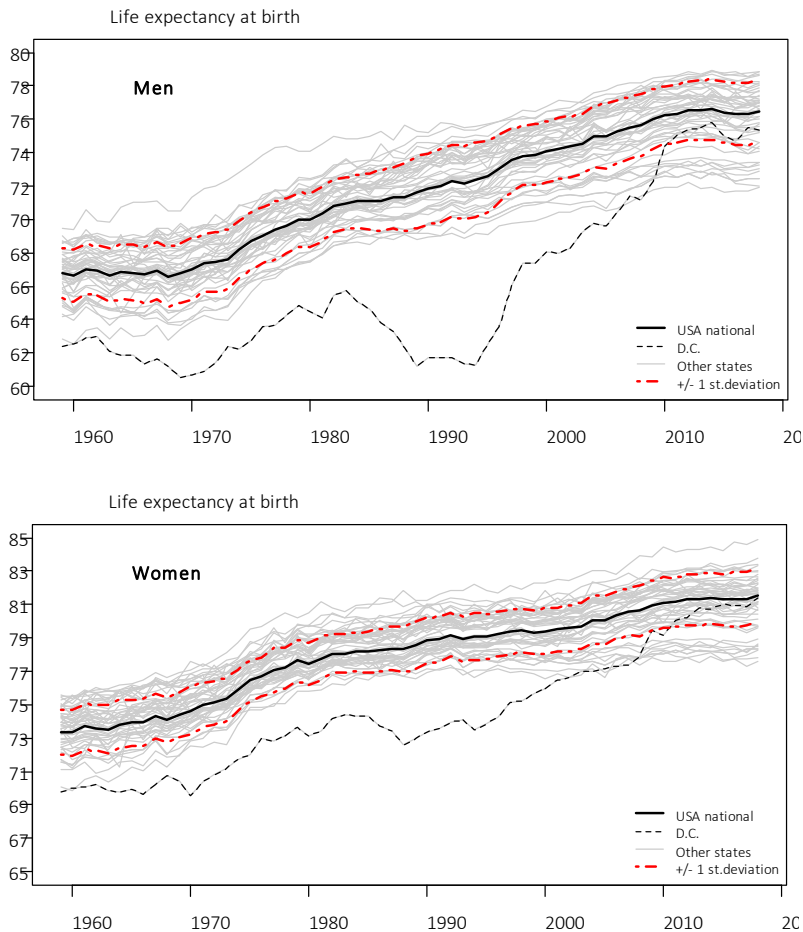 Life expectancy at birth
Men
80
78
76
74
72
70
68
66
64
62
60
USA national
D.C.
Other states
+/- 1 st.deviation
1960 1970 1980 1990 2000 2010 20
Life expectancy at birth
Women
85
83
81
79
77
75
73
71
69
67
65
USA national
D.C.
Other states
+/- 1 st.deviation
1960 1970 1980 1990 2000 2010 20